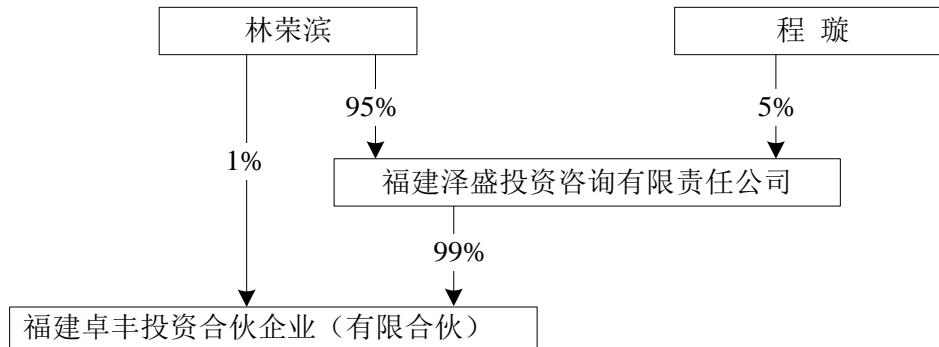 林荣滨
程 璇
95%
5%
1%
福建泽盛投资咨询有限责任公司
99%
福建卓丰投资合伙企业（有限合伙）